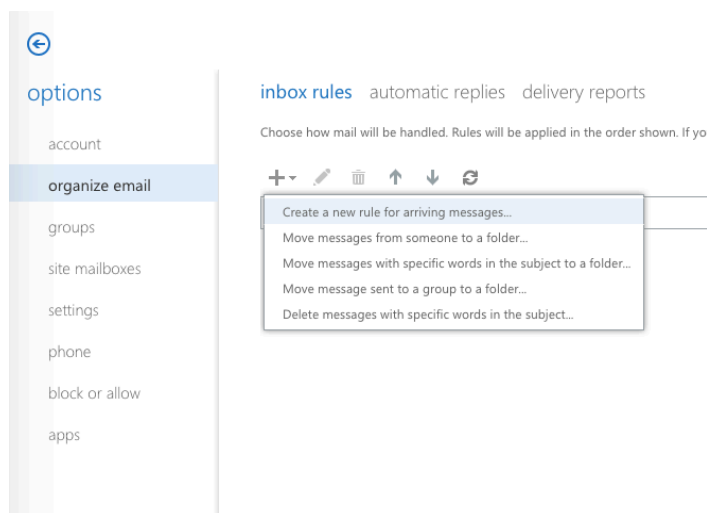 options
account
organize email
groups
site mailboxes
settings
phone
block or allow
apps
inbox rules automatic replies delivery reports
Choose how mail will be handled. Rules will be applied in the order shown. If yo
Create a new rule for arriving messages...
Move messages from someone to a folder...
Move messages with specific words in the subject to a folder...
Move message sent to a group to a folder...
Delete messages with specific words in the subject...